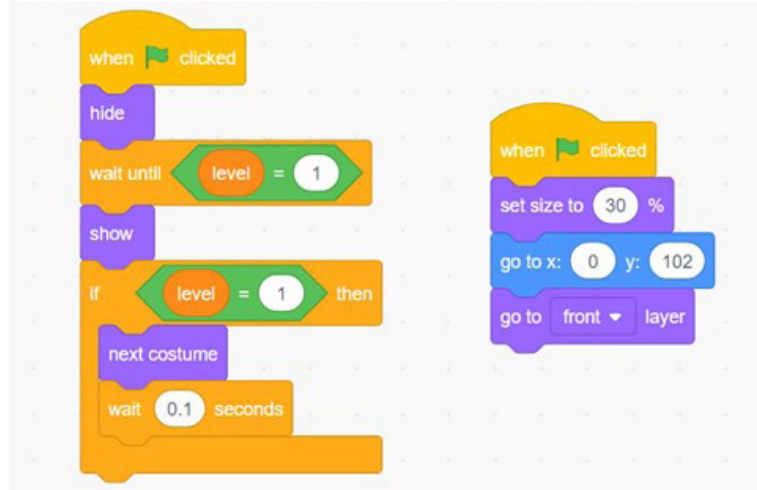 when clicked
hide
wait until level = 1
show
if level = 1 then
next costume
wait 0.1 seconds
when clicked
set size to 30 %
go to x: 0 y: 102
go to front layer